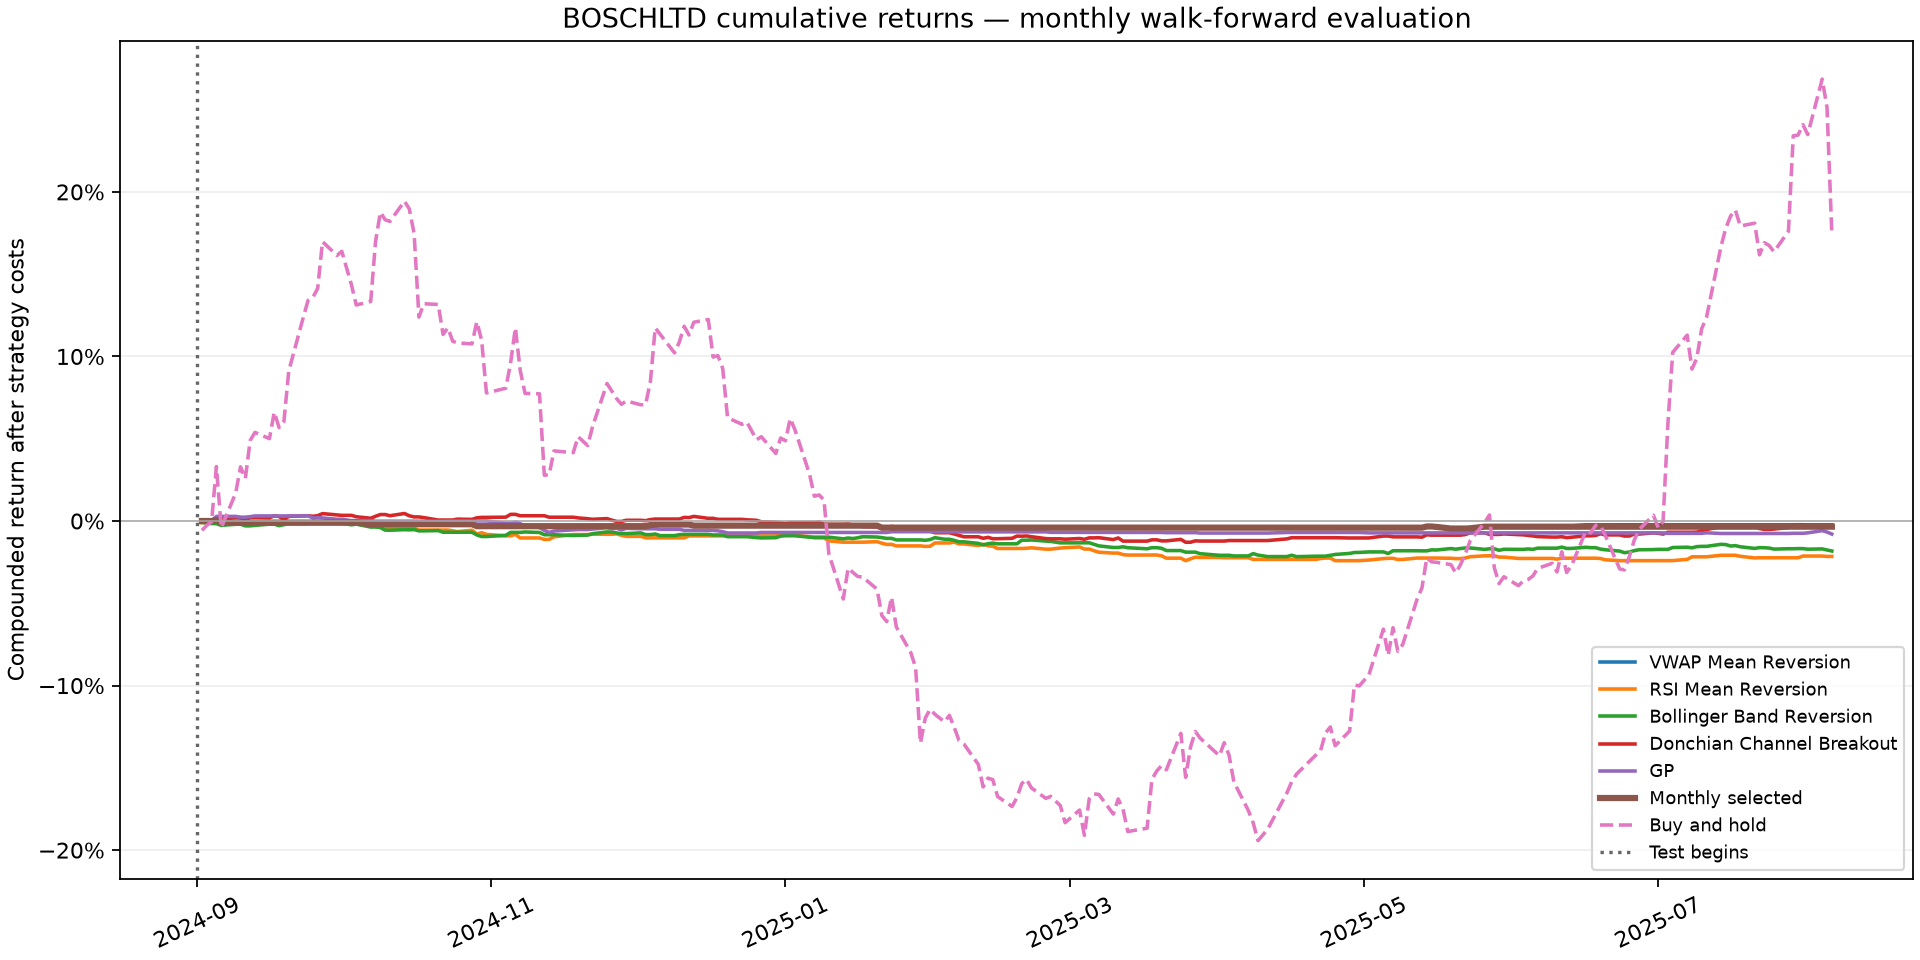 BOSCHLTD cumulative returns — monthly walk-forward evaluation
Compounded return after strategy costs
20%
10%
0%
−10%
−20%
2024-09
2024-11
2025-01
2025-03
2025-05
2025-07
VWAP Mean Reversion
RSI Mean Reversion
Bollinger Band Reversion
Donchian Channel Breakout
GP
Monthly selected
Buy and hold
Test begins